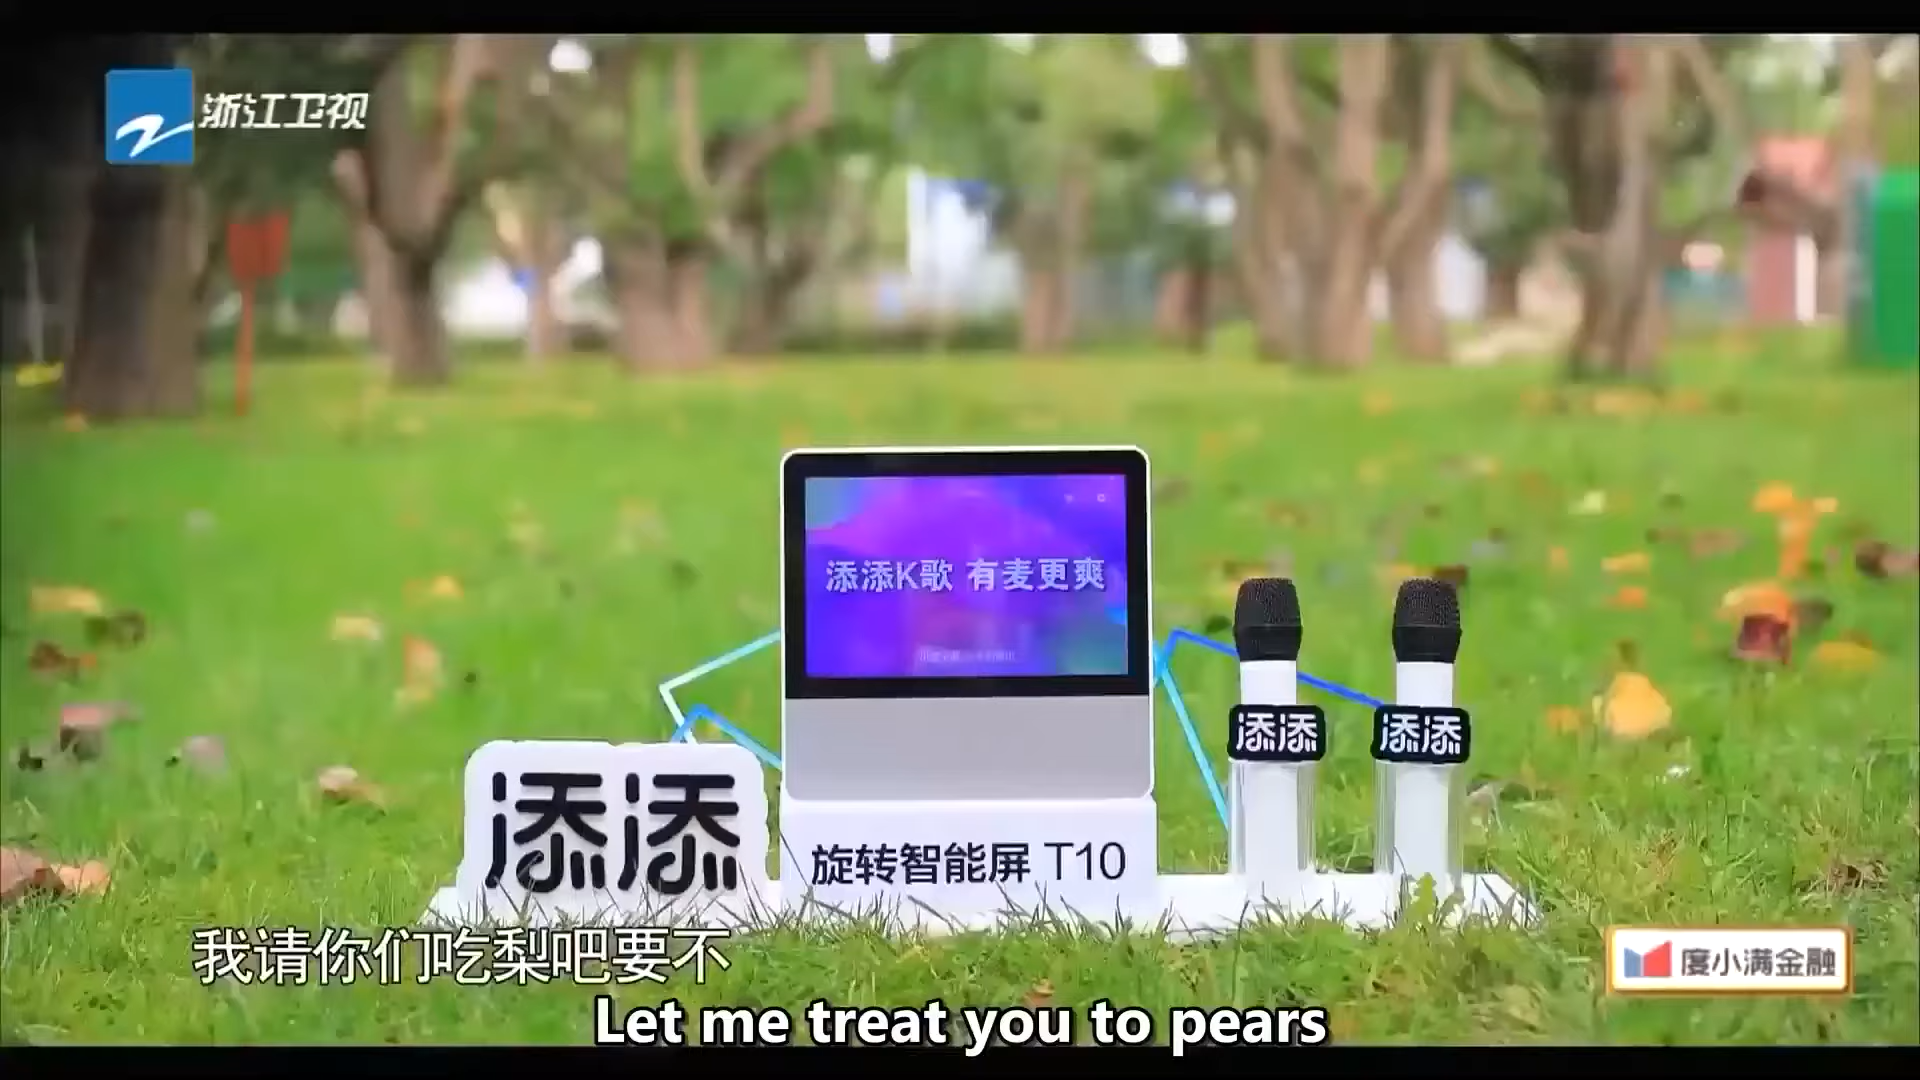 浙江卫视
添添K歌 有麦更爽
添添
添添
添添
旋转智能屏 T10
我请你们吃梨吧要不
度小满金融
Let me treat you to pears